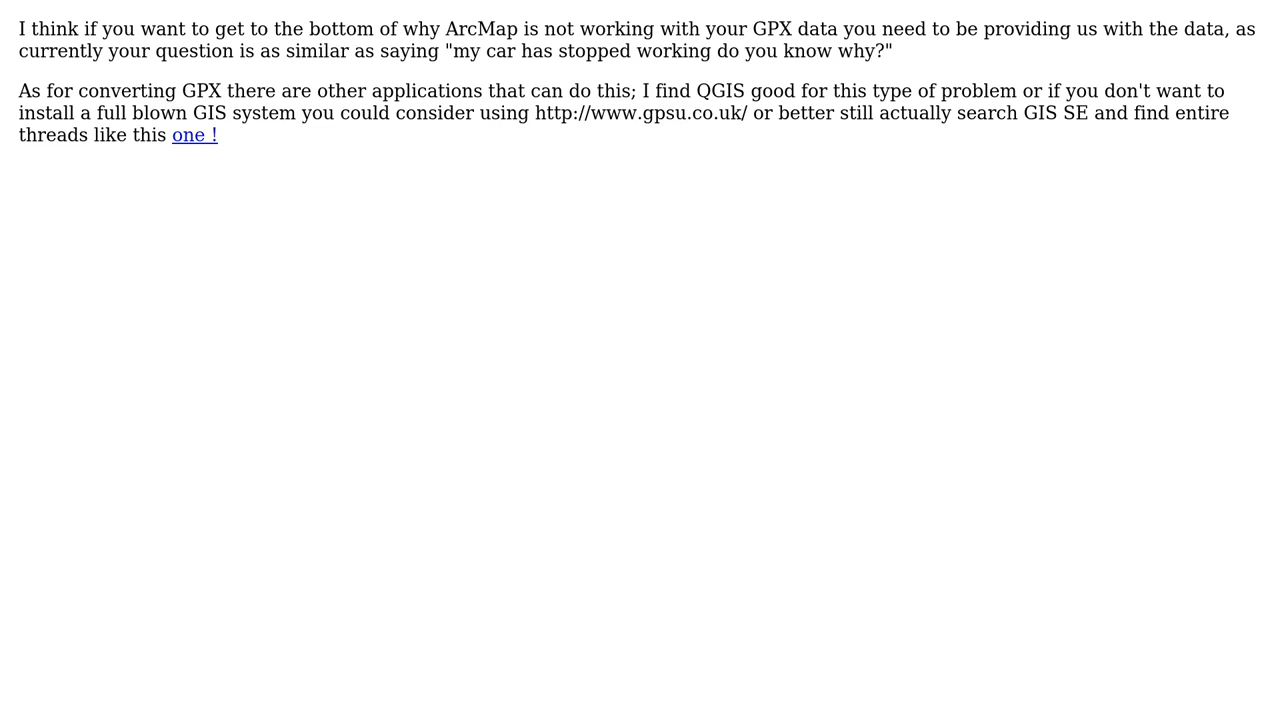 I think if you want to get to the bottom of why ArcMap is not working with your GPX data you need to be providing us with the data, as
currently your question is as similar as saying "my car has stopped working do you know why?"
As for converting GPX there are other applications that can do this; I find QGIS good for this type of problem or if you don't want to
install a full blown GIS system you could consider using http://www.gpsu.co.uk/ or better still actually search GIS SE and find entire
threads like this one !